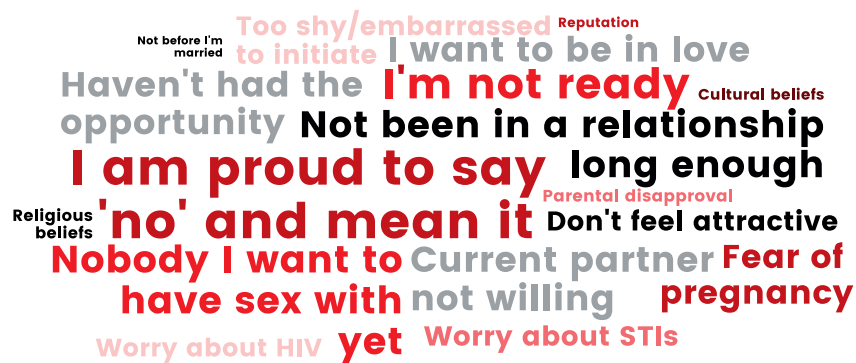 Too shy/embarrassed
to initiate
Reputation
Not before I'm
married
I want to be in love
Haven't had the
opportunity
I'm not ready
Cultural beliefs
Not been in a relationship
long enough
I am proud to say
'no' and mean it
Parental disapproval
Religious
beliefs
Don't feel attractive
Nobody I want to
have sex with
yet
Current partner
not willing
Fear of
pregnancy
Worry about HIV
Worry about STIs